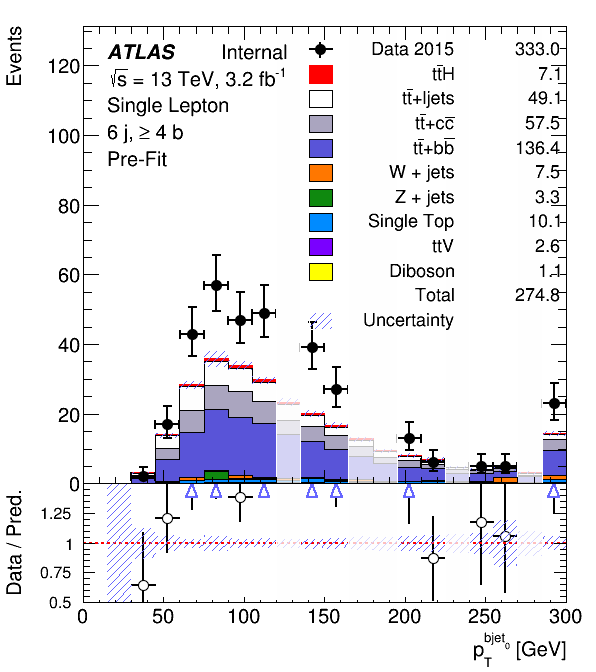 Events
ATLAS Internal
√s = 13 TeV, 3.2 fb⁻¹
Single Lepton
6 j, ≥ 4 b
Pre-Fit
Data 2015 333.0
tt̄H 7.1
tt̄+ljets 49.1
tt̄+cc̄ 57.5
tt̄+bb̄ 136.4
W + jets 7.5
Z + jets 3.3
Single Top 10.1
ttV 2.6
Diboson 1.1
Total 274.8
Uncertainty
120
100
80
60
40
20
0
Data / Pred.
1.25
1
0.75
0.5
0 50 100 150 200 250 300
p_T^bjet₀ [GeV]